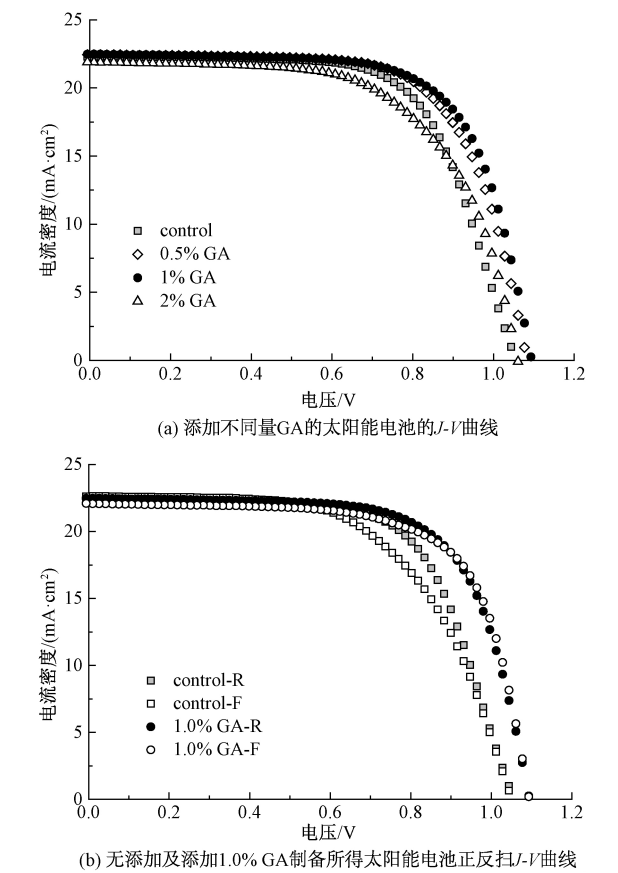 25
20
15
10
5
0
电流密度/(mA·cm²)
control
0.5% GA
1% GA
2% GA
0.0 0.2 0.4 0.6 0.8 1.0 1.2
电压/V
(a) 添加不同量GA的太阳能电池的J-V曲线
25
20
15
10
5
0
电流密度/(mA·cm²)
control-R
control-F
1.0% GA-R
1.0% GA-F
0.0 0.2 0.4 0.6 0.8 1.0 1.2
电压/V
(b) 无添加及添加1.0% GA制备所得太阳能电池正反扫J-V曲线